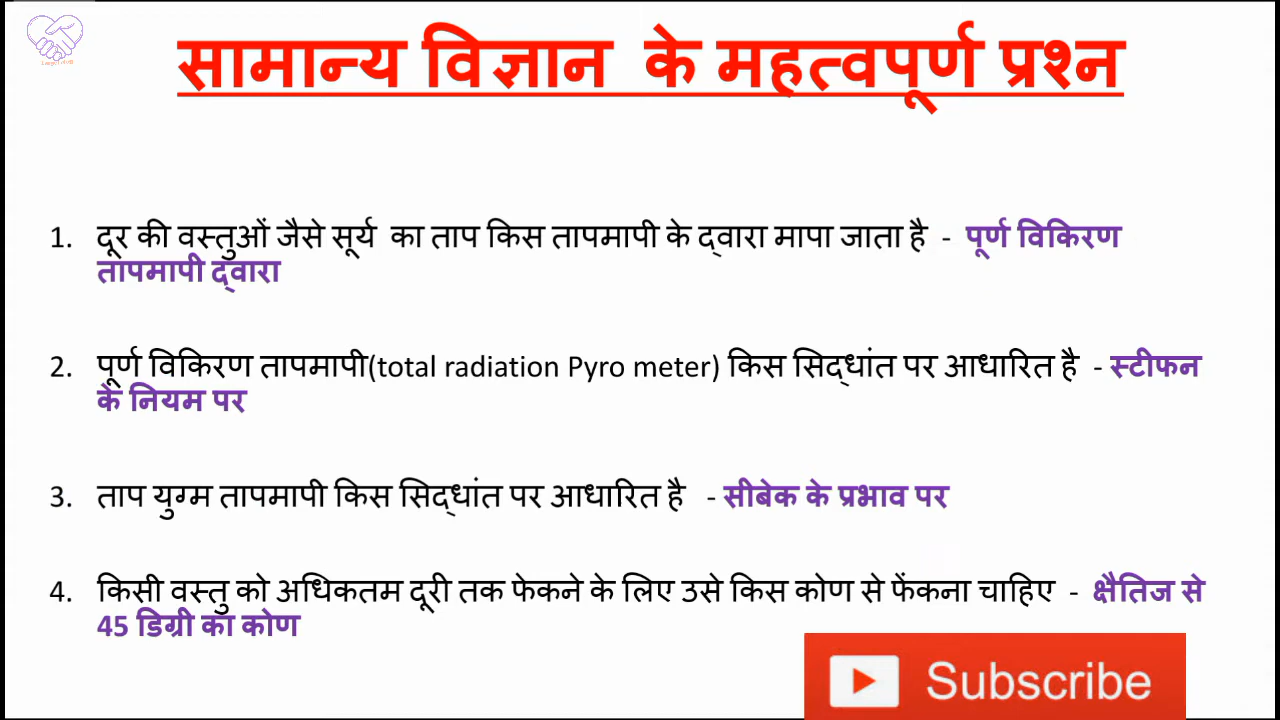 सामान्य विज्ञान के महत्वपूर्ण प्रश्न
1. दूर की वस्तुओं जैसे सूर्य का ताप किस तापमापी के द्वारा मापा जाता है - पूर्ण विकिरण
तापमापी द्वारा
2. पूर्ण विकिरण तापमापी(total radiation Pyro meter) किस सिद्धांत पर आधारित है - स्टीफन
के नियम पर
3. ताप युग्म तापमापी किस सिद्धांत पर आधारित है - सीबेक के प्रभाव पर
4. किसी वस्तु को अधिकतम दूरी तक फेकने के लिए उसे किस कोण से फेंकना चाहिए - क्षैतिज से
45 डिग्री का कोण
Subscribe